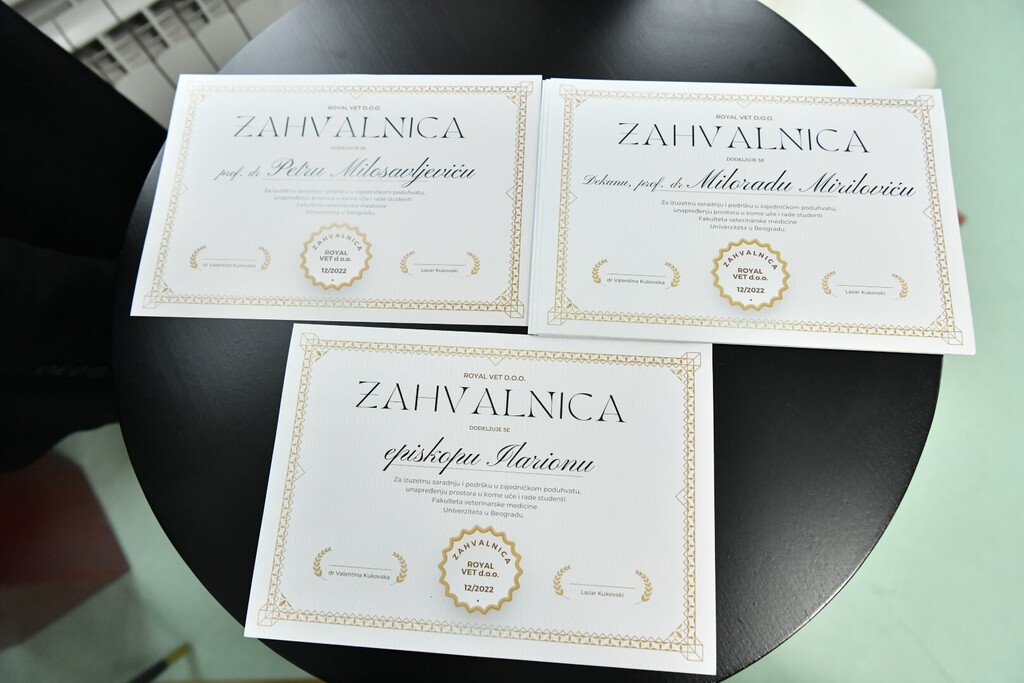 ROYAL VET D.O.O.
ZAHVALNICA
DODELJUJE SE
prof. dr Petru Milosavljeviću
Za izuzetnu saradnju i podršku u zajedničkom poduhvatu,
unapređenju prostora u kome uče i rade studenti
Fakulteta veterinarske medicine
Univerziteta u Beogradu.
dr Valentina Kukovska
ZAHVALNICA
ROYAL
VET d.o.o.
12/2022
Lazar Kukovski
ROYAL VET D.O.O.
ZAHVALNICA
DODELJUJE SE
Dekanu, prof. dr Miloradu Miriloviću
Za izuzetnu saradnju i podršku u zajedničkom poduhvatu,
unapređenju prostora u kome uče i rade studenti
Fakulteta veterinarske medicine
Univerziteta u Beogradu.
dr Valentina Kukovska
ZAHVALNICA
ROYAL
VET d.o.o.
12/2022
Lazar Kukovski
ROYAL VET D.O.O.
ZAHVALNICA
DODELJUJE SE
episkopu Ilarionu
Za izuzetnu saradnju i podršku u zajedničkom poduhvatu,
unapređenju prostora u kome uče i rade studenti
Fakulteta veterinarske medicine
Univerziteta u Beogradu.
dr Valentina Kukovska
ZAHVALNICA
ROYAL
VET d.o.o.
12/2022
Lazar Kukovski